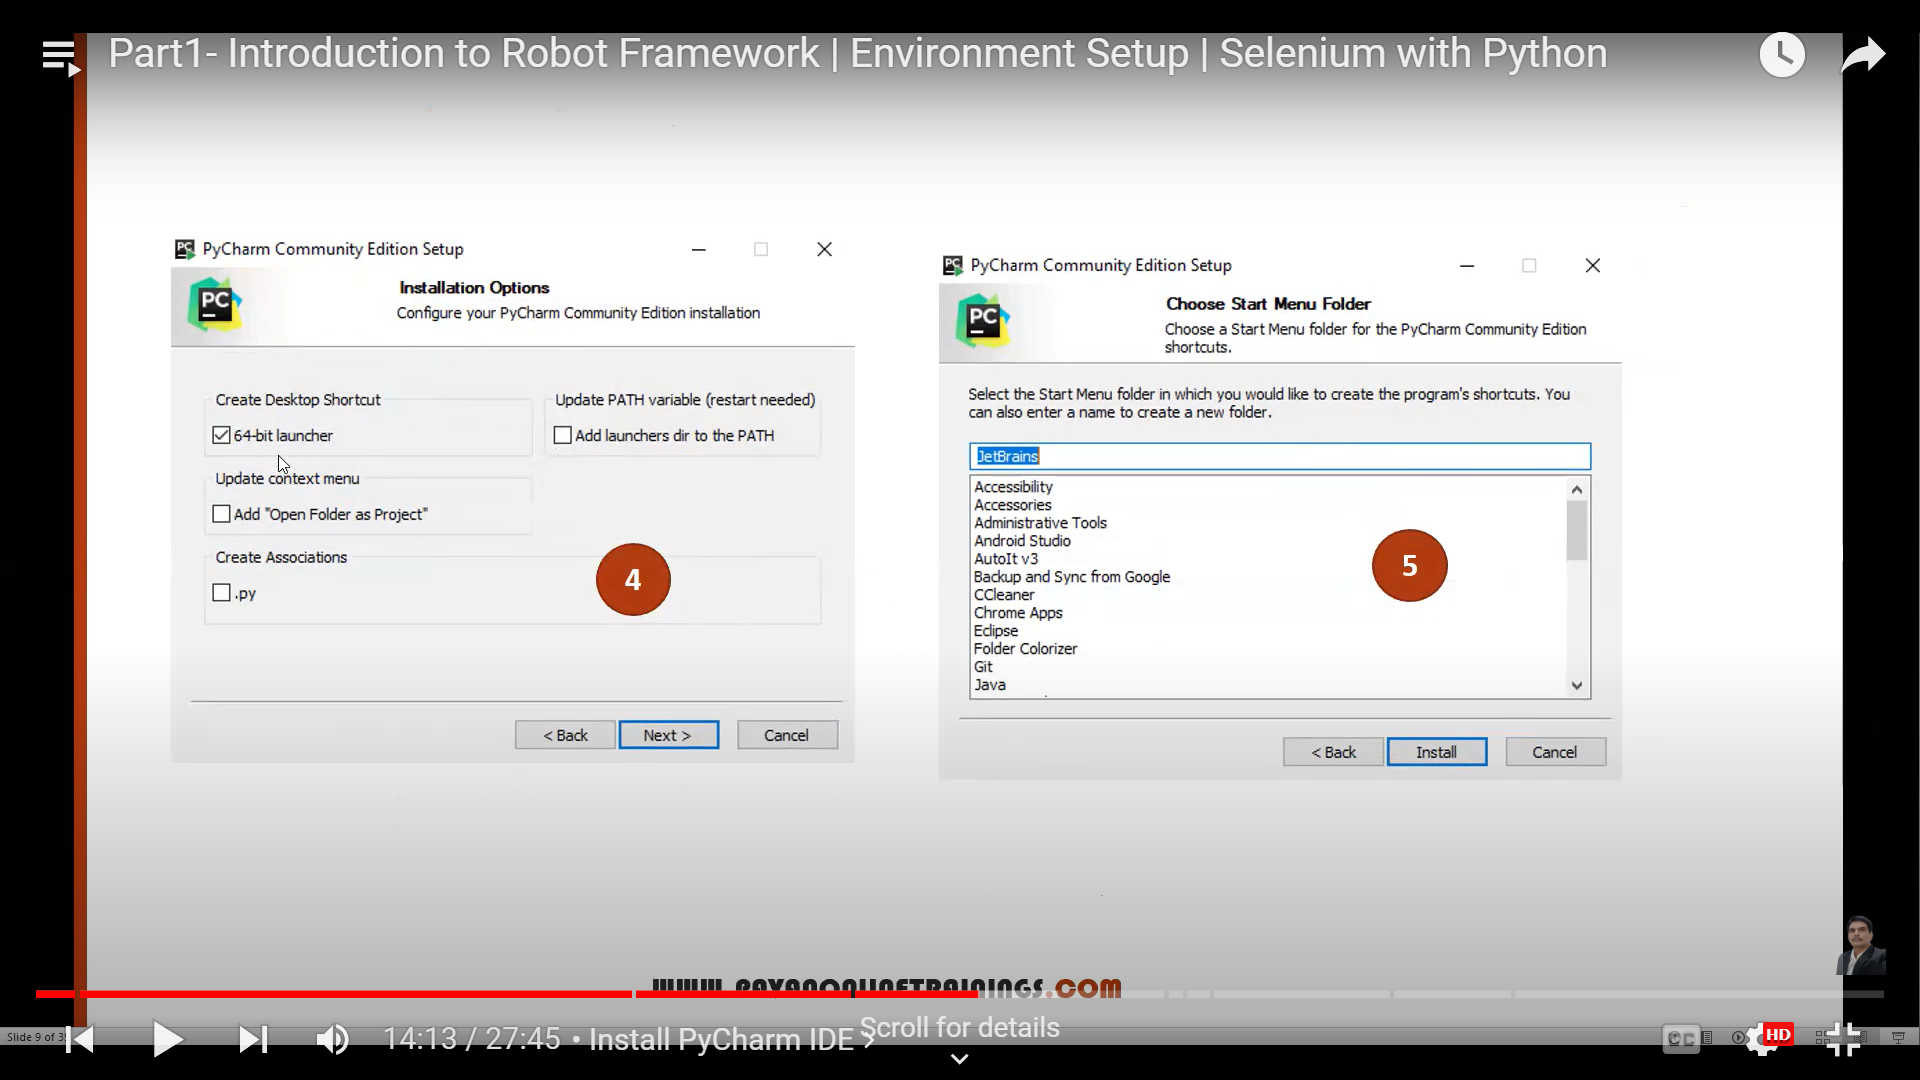 Part1- Introduction to Robot Framework | Environment Setup | Selenium with Python
PyCharm Community Edition Setup
PC
Installation Options
Configure your PyCharm Community Edition installation
Create Desktop Shortcut
64-bit launcher
Update PATH variable (restart needed)
Add launchers dir to the PATH
Update context menu
Add "Open Folder as Project"
Create Associations
.py
4
< Back
Next >
Cancel
PyCharm Community Edition Setup
PC
Choose Start Menu Folder
Choose a Start Menu folder for the PyCharm Community Edition
shortcuts.
Select the Start Menu folder in which you would like to create the program's shortcuts. You
can also enter a name to create a new folder.
JetBrains
Accessibility
Accessories
Administrative Tools
Android Studio
AutoIt v3
Backup and Sync from Google
CCleaner
Chrome Apps
Eclipse
Folder Colorizer
Git
Java
5
< Back
Install
Cancel
WWW.PAVANONLINETRAININGS.COM
14:13 / 27:45 • Install PyCharm IDE >
Scroll for details
Slide 9 of
CC
HD